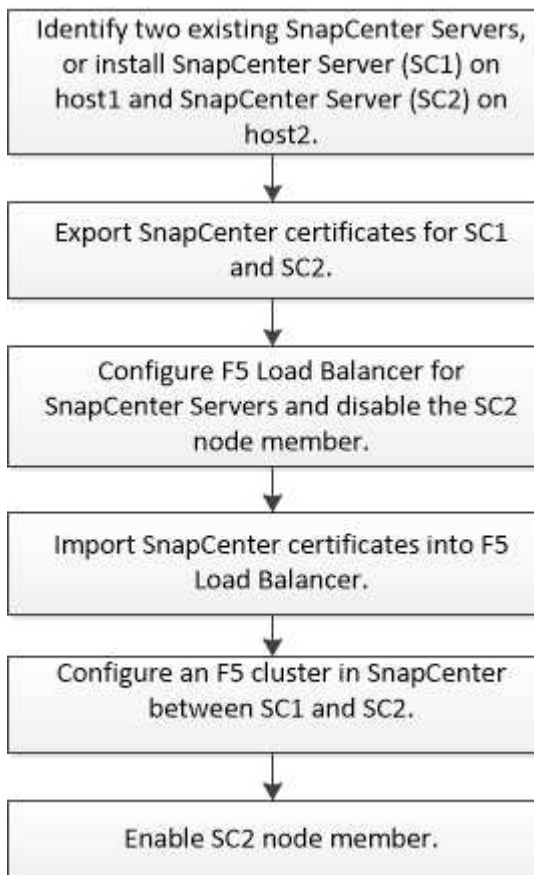 Identify two existing SnapCenter Servers,
or install SnapCenter Server (SC1) on
host1 and SnapCenter Server (SC2) on
host2.
Export SnapCenter certificates for SC1
and SC2.
Configure F5 Load Balancer for
SnapCenter Servers and disable the SC2
node member.
Import SnapCenter certificates into F5
Load Balancer.
Configure an F5 cluster in SnapCenter
between SC1 and SC2.
Enable SC2 node member.